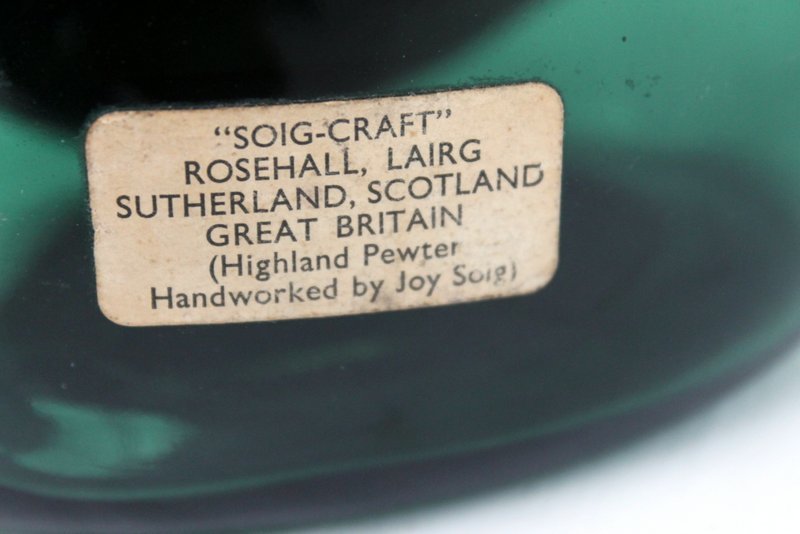 “SOIG-CRAFT”
ROSEHALL, LAIRG
SUTHERLAND, SCOTLAND
GREAT BRITAIN
(Highland Pewter
Handworked by Joy Soig)